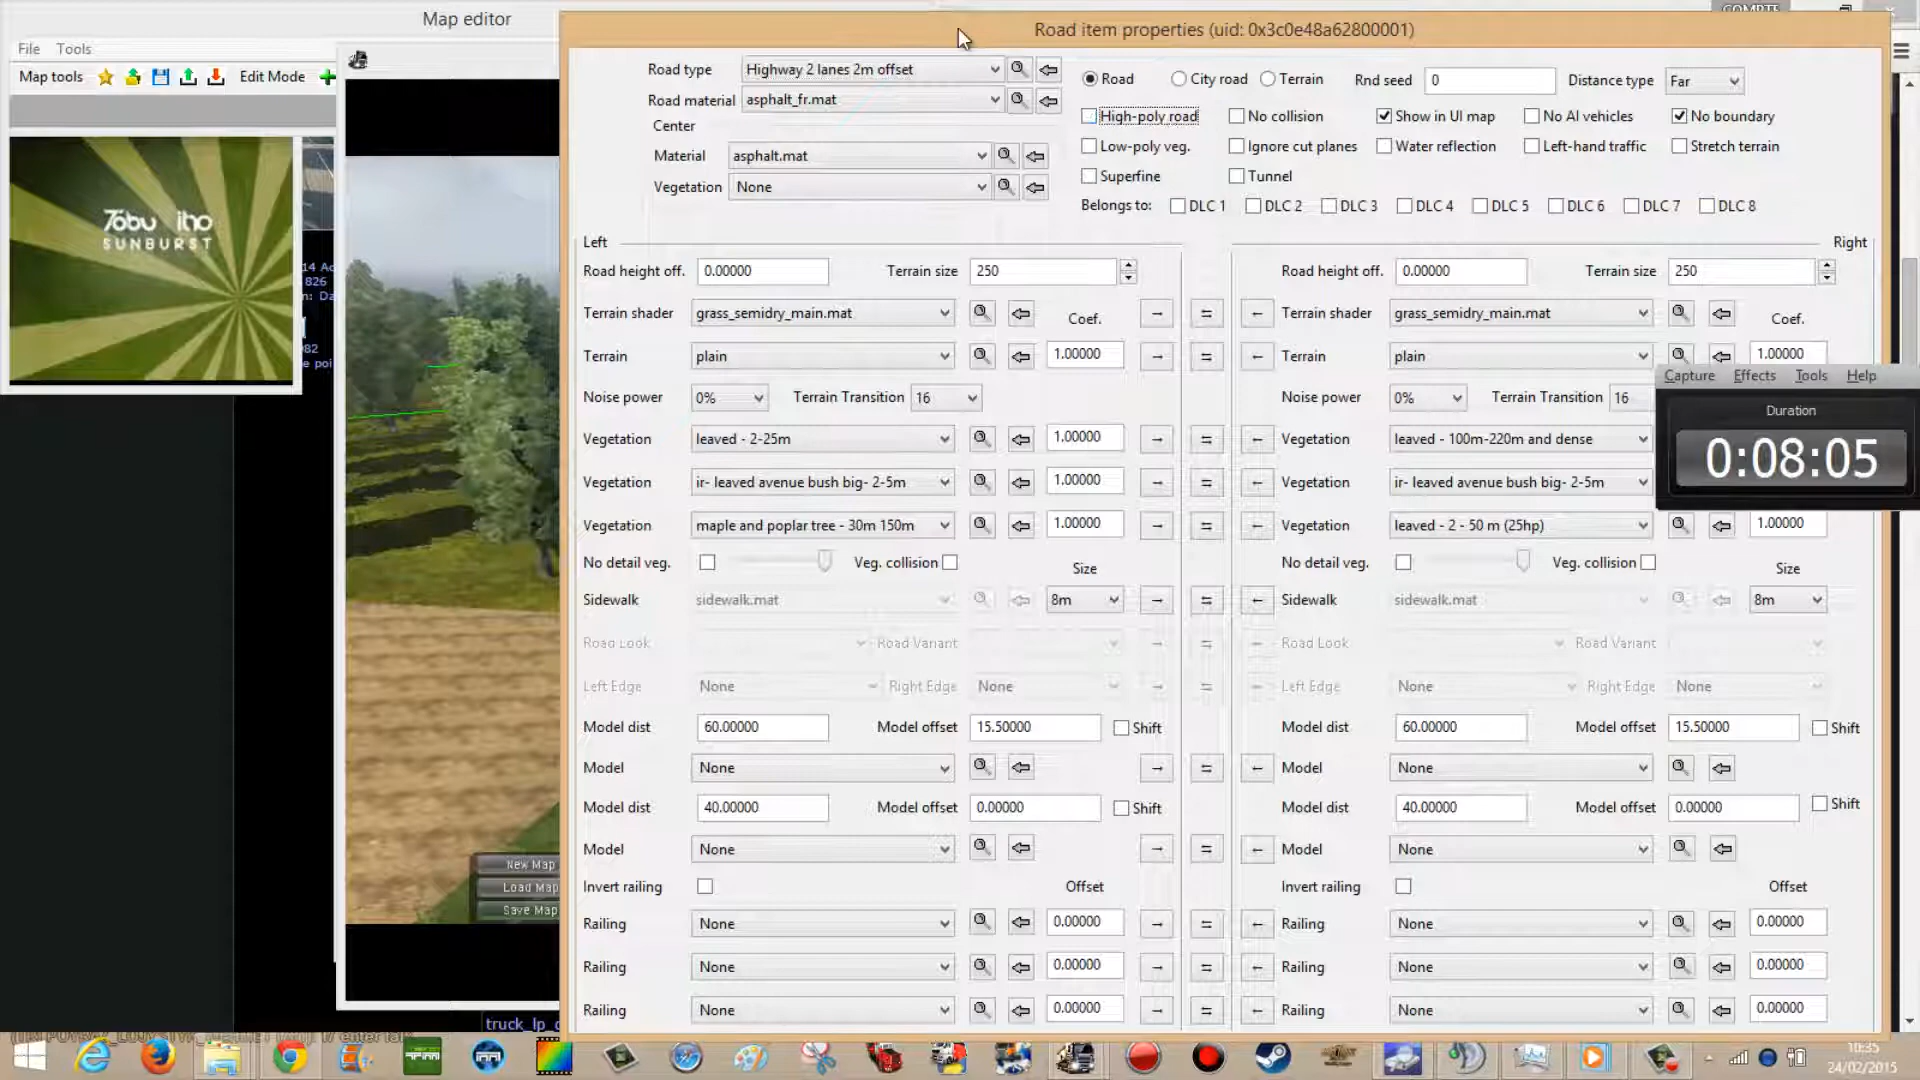 Map editor
File Tools
Map tools Edit Mode
7obu Itro
SUNBURST
14 Ac
826
n: Da
082
e poi
New Map
Load Map
Save Map
truck_lp_c
Road item properties (uid: 0x3c0e48a62800001)
Road type Highway 2 lanes 2m offset
Road material asphalt_fr.mat
Center
Material asphalt.mat
Vegetation None
Road City road Terrain Rnd seed 0 Distance type Far
High-poly road No collision Show in UI map No AI vehicles No boundary
Low-poly veg. Ignore cut planes Water reflection Left-hand traffic Stretch terrain
Superfine Tunnel
Belongs to: DLC 1 DLC 2 DLC 3 DLC 4 DLC 5 DLC 6 DLC 7 DLC 8
Left Right
Road height off. 0.00000 Terrain size 250 Road height off. 0.00000 Terrain size 250
Terrain shader grass_semidry_main.mat Coef. → = ← Terrain shader grass_semidry_main.mat Coef.
Terrain plain 1.00000 → = ← Terrain plain 1.00000
Noise power 0% Terrain Transition 16 Noise power 0% Terrain Transition 16
Vegetation leaved - 2-25m 1.00000 → = ← Vegetation leaved - 100m-220m and dense
Vegetation ir- leaved avenue bush big- 2-5m 1.00000 → = ← Vegetation ir- leaved avenue bush big- 2-5m
Vegetation maple and poplar tree - 30m 150m 1.00000 → = ← Vegetation leaved - 2 - 50 m (25hp) 1.00000
No detail veg. Veg. collision Size No detail veg. Veg. collision Size
Sidewalk sidewalk.mat 8m → = ← Sidewalk sidewalk.mat 8m
Road Look Road Variant → = ← Road Look Road Variant
Left Edge None Right Edge None → = ← Left Edge None Right Edge None
Model dist 60.00000 Model offset 15.50000 Shift Model dist 60.00000 Model offset 15.50000 Shift
Model None → = ← Model None
Model dist 40.00000 Model offset 0.00000 Shift Model dist 40.00000 Model offset 0.00000 Shift
Model None → = ← Model None
Invert railing Offset Invert railing Offset
Railing None 0.00000 → = ← Railing None 0.00000
Railing None 0.00000 → = ← Railing None 0.00000
Railing None 0.00000 → = ← Railing None 0.00000
Capture Effects Tools Help
Duration
0:08:05
10:35
24/02/2015